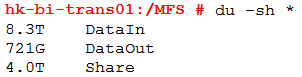 hk-bi-trans01:/MFS # du -sh *
8.3T    DataIn
721G    DataOut
4.0T    Share